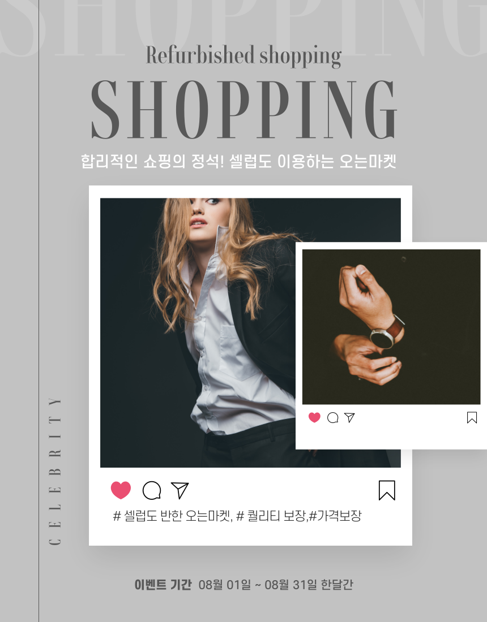 SHOPPING
Refurbished shopping
SHOPPING
합리적인 쇼핑의 정석! 셀럽도 이용하는 오는마켓
CELEBRITY
# 셀럽도 반한 오는마켓, # 퀄리티 보장,#가격보장
이벤트 기간 08월 01일 ~ 08월 31일 한달간